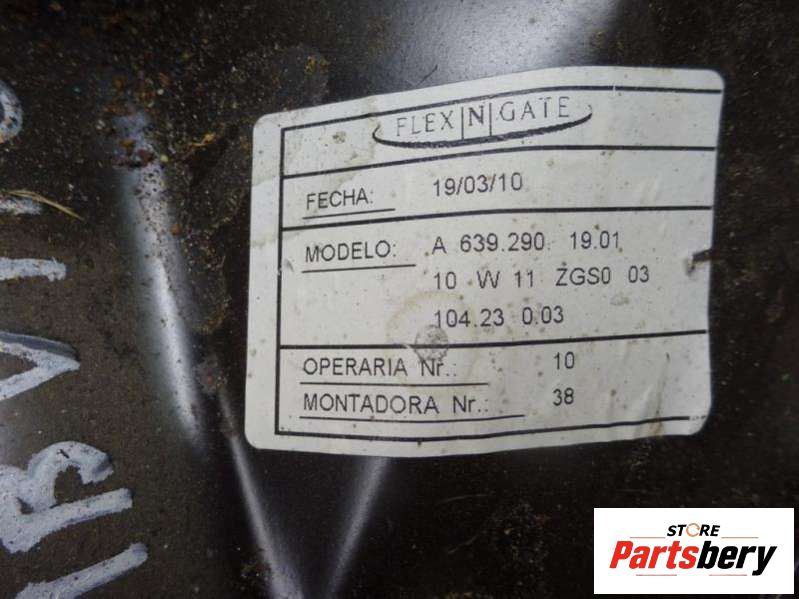 FLEX|N|GATE
FECHA: 19/03/10
MODELO: A 639.290. 19.01
10 W 11 ZGS0 03
104.23 0.03
OPERARIA Nr.: 10
MONTADORA Nr.: 38
STORE
Partsbery